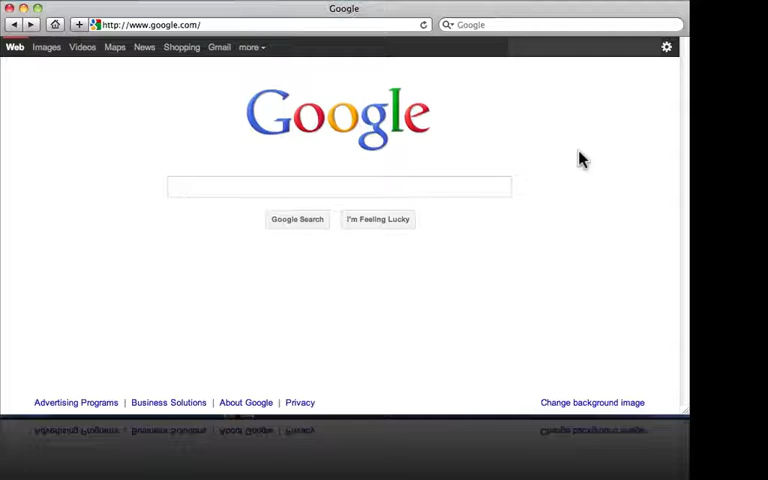 Google
http://www.google.com/ Google
Web Images Videos Maps News Shopping Gmail more
Google
Google Search I'm Feeling Lucky
Advertising Programs | Business Solutions | About Google | Privacy Change background image